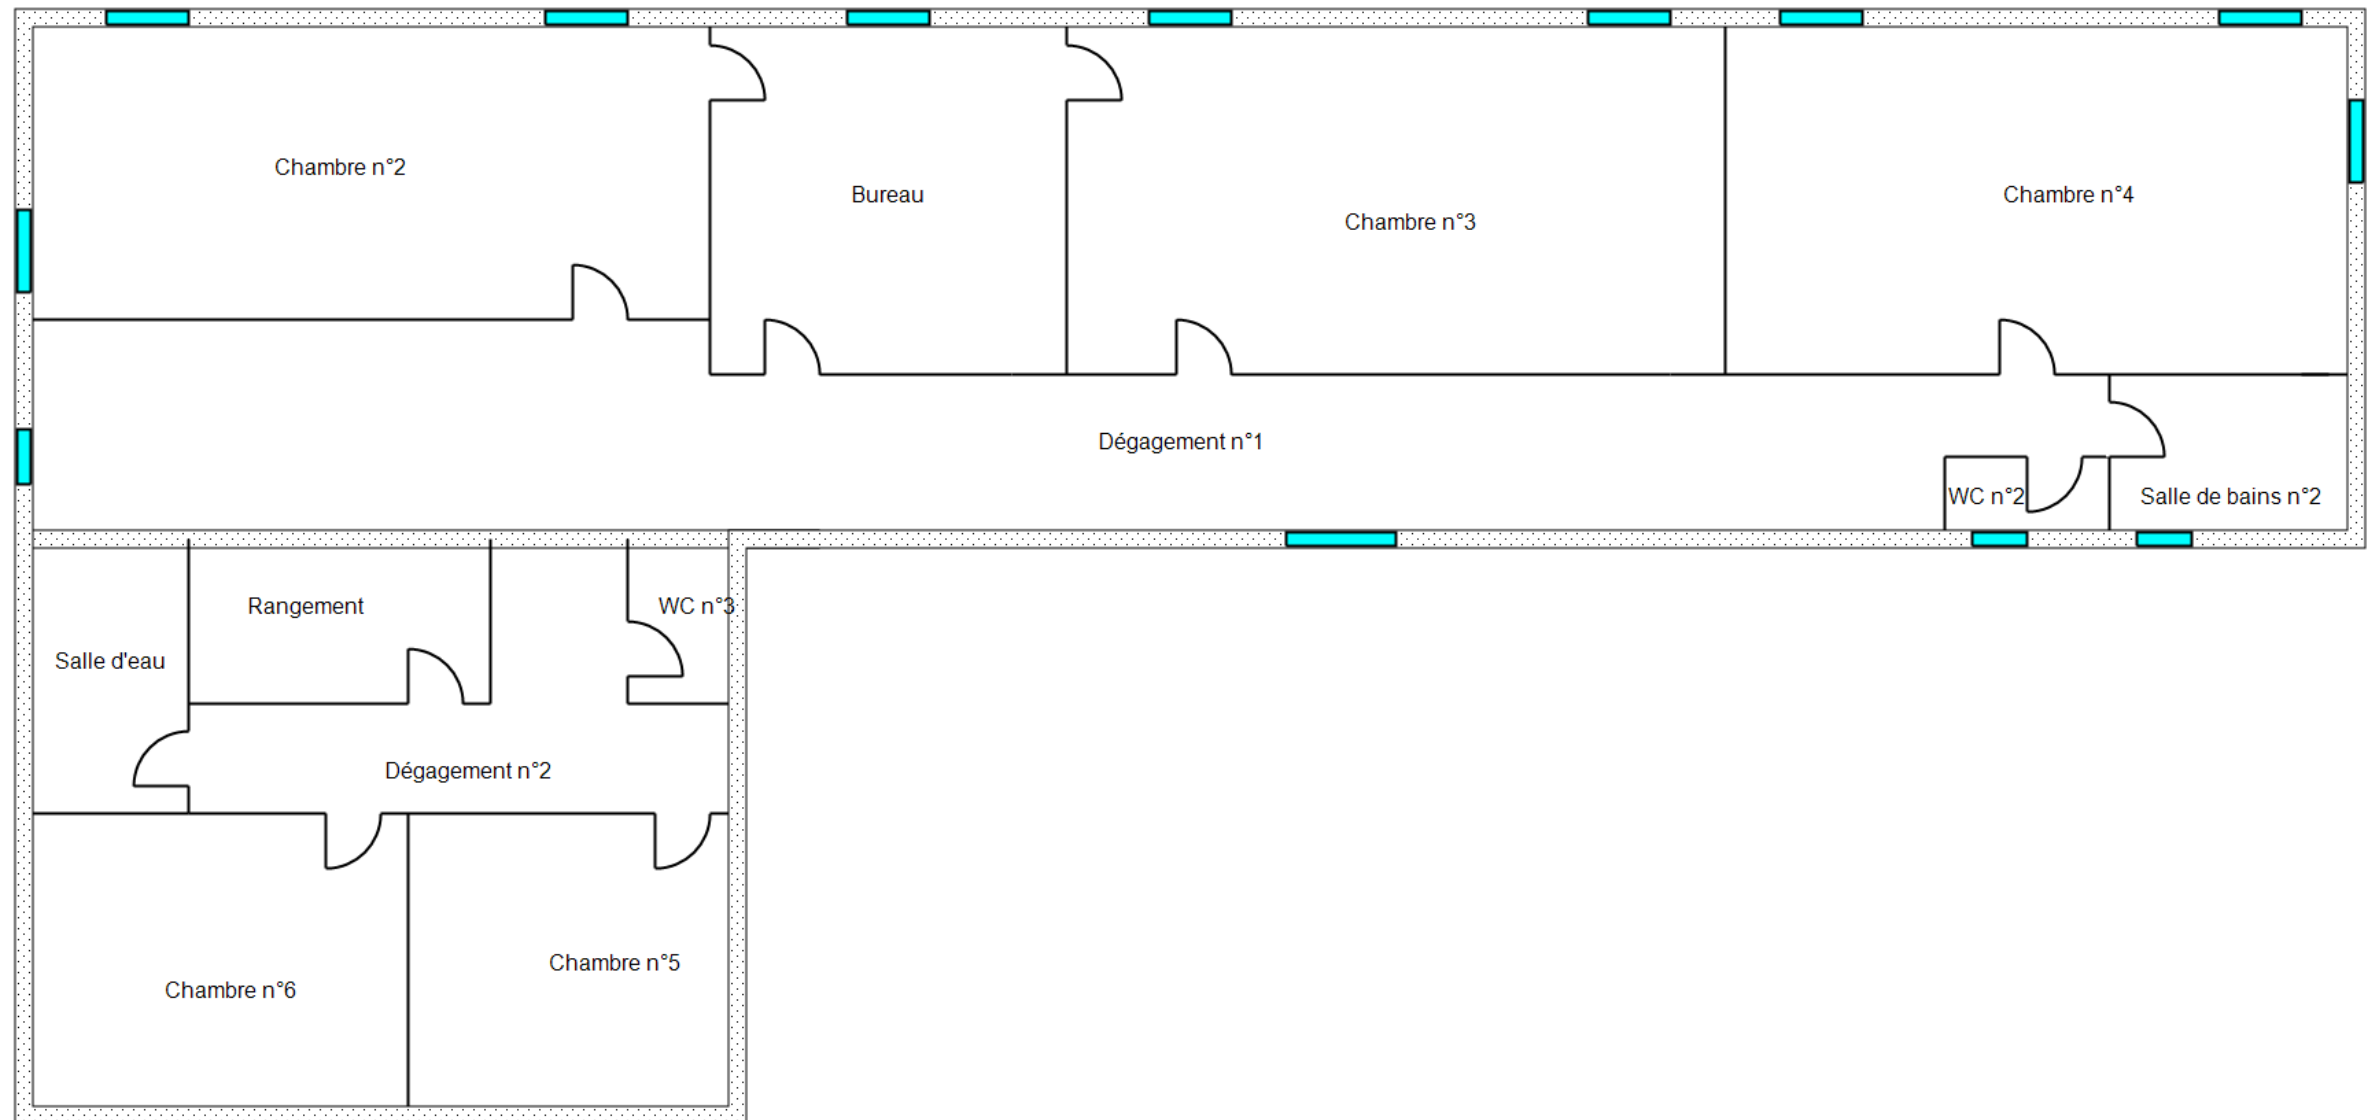 Chambre n°2
Bureau
Chambre n°3
Chambre n°4
Dégagement n°1
WC n°2
Salle de bains n°2
Rangement
WC n°3
Salle d'eau
Dégagement n°2
Chambre n°5
Chambre n°6